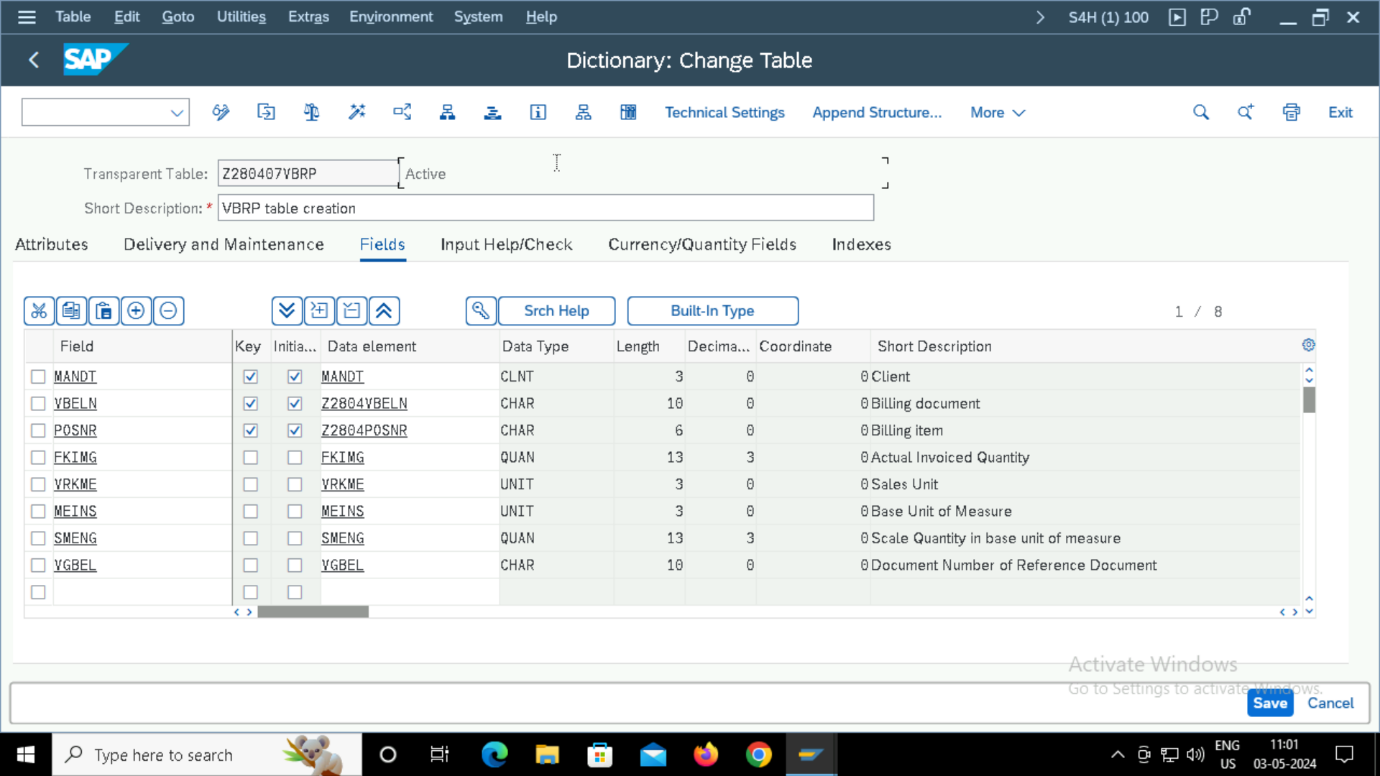 Table Edit Goto Utilities Extras Environment System Help S4H (1) 100
SAP Dictionary: Change Table
Technical Settings Append Structure... More Exit
Transparent Table: Z280407VBRP Active
Short Description: * VBRP table creation
Attributes Delivery and Maintenance Fields Input Help/Check Currency/Quantity Fields Indexes
Srch Help Built-In Type 1 / 8
Field Key Initia... Data element Data Type Length Decima... Coordinate Short Description
MANDT MANDT CLNT 3 0 0 Client
VBELN Z2804VBELN CHAR 10 0 0 Billing document
POSNR Z2804POSNR CHAR 6 0 0 Billing item
FKIMG FKIMG QUAN 13 3 0 Actual Invoiced Quantity
VRKME VRKME UNIT 3 0 0 Sales Unit
MEINS MEINS UNIT 3 0 0 Base Unit of Measure
SMENG SMENG QUAN 13 3 0 Scale Quantity in base unit of measure
VGBEL VGBEL CHAR 10 0 0 Document Number of Reference Document
Activate Windows
Go to Settings to activate Windows.
Save Cancel
Type here to search ENG US 11:01 03-05-2024